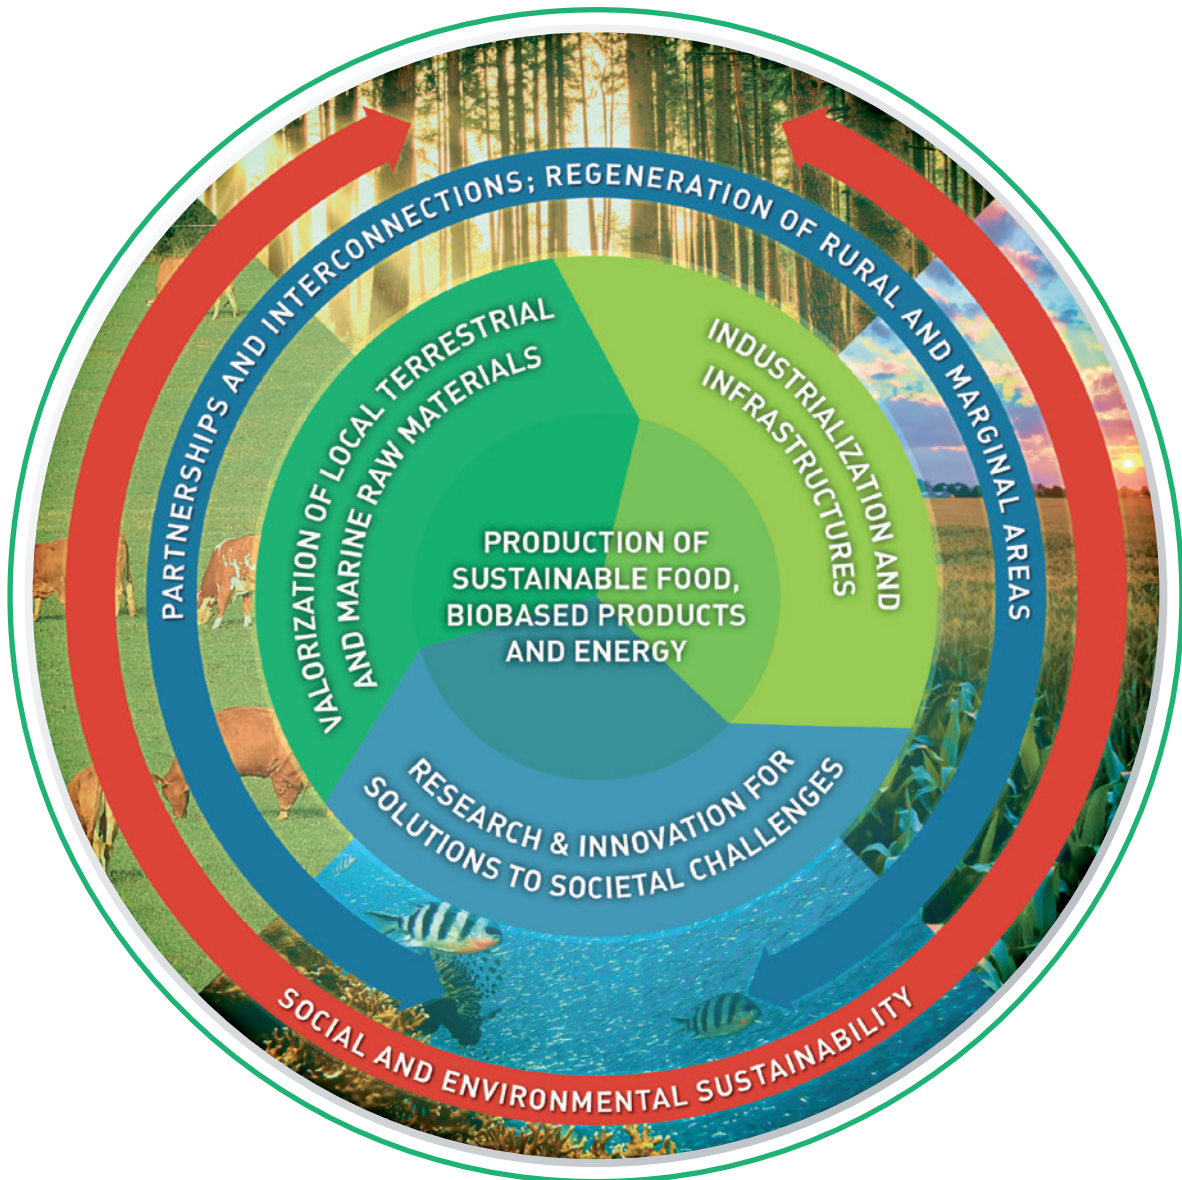 PARTNERSHIPS AND INTERCONNECTIONS; REGENERATION OF RURAL AND MARGINAL AREAS
VALORIZATION OF LOCAL TERRESTRIAL
AND MARINE RAW MATERIALS
INDUSTRIALIZATION AND
INFRASTRUCTURES
PRODUCTION OF
SUSTAINABLE FOOD,
BIOBASED PRODUCTS
AND ENERGY
RESEARCH & INNOVATION FOR
SOLUTIONS TO SOCIETAL CHALLENGES
SOCIAL AND ENVIRONMENTAL SUSTAINABILITY